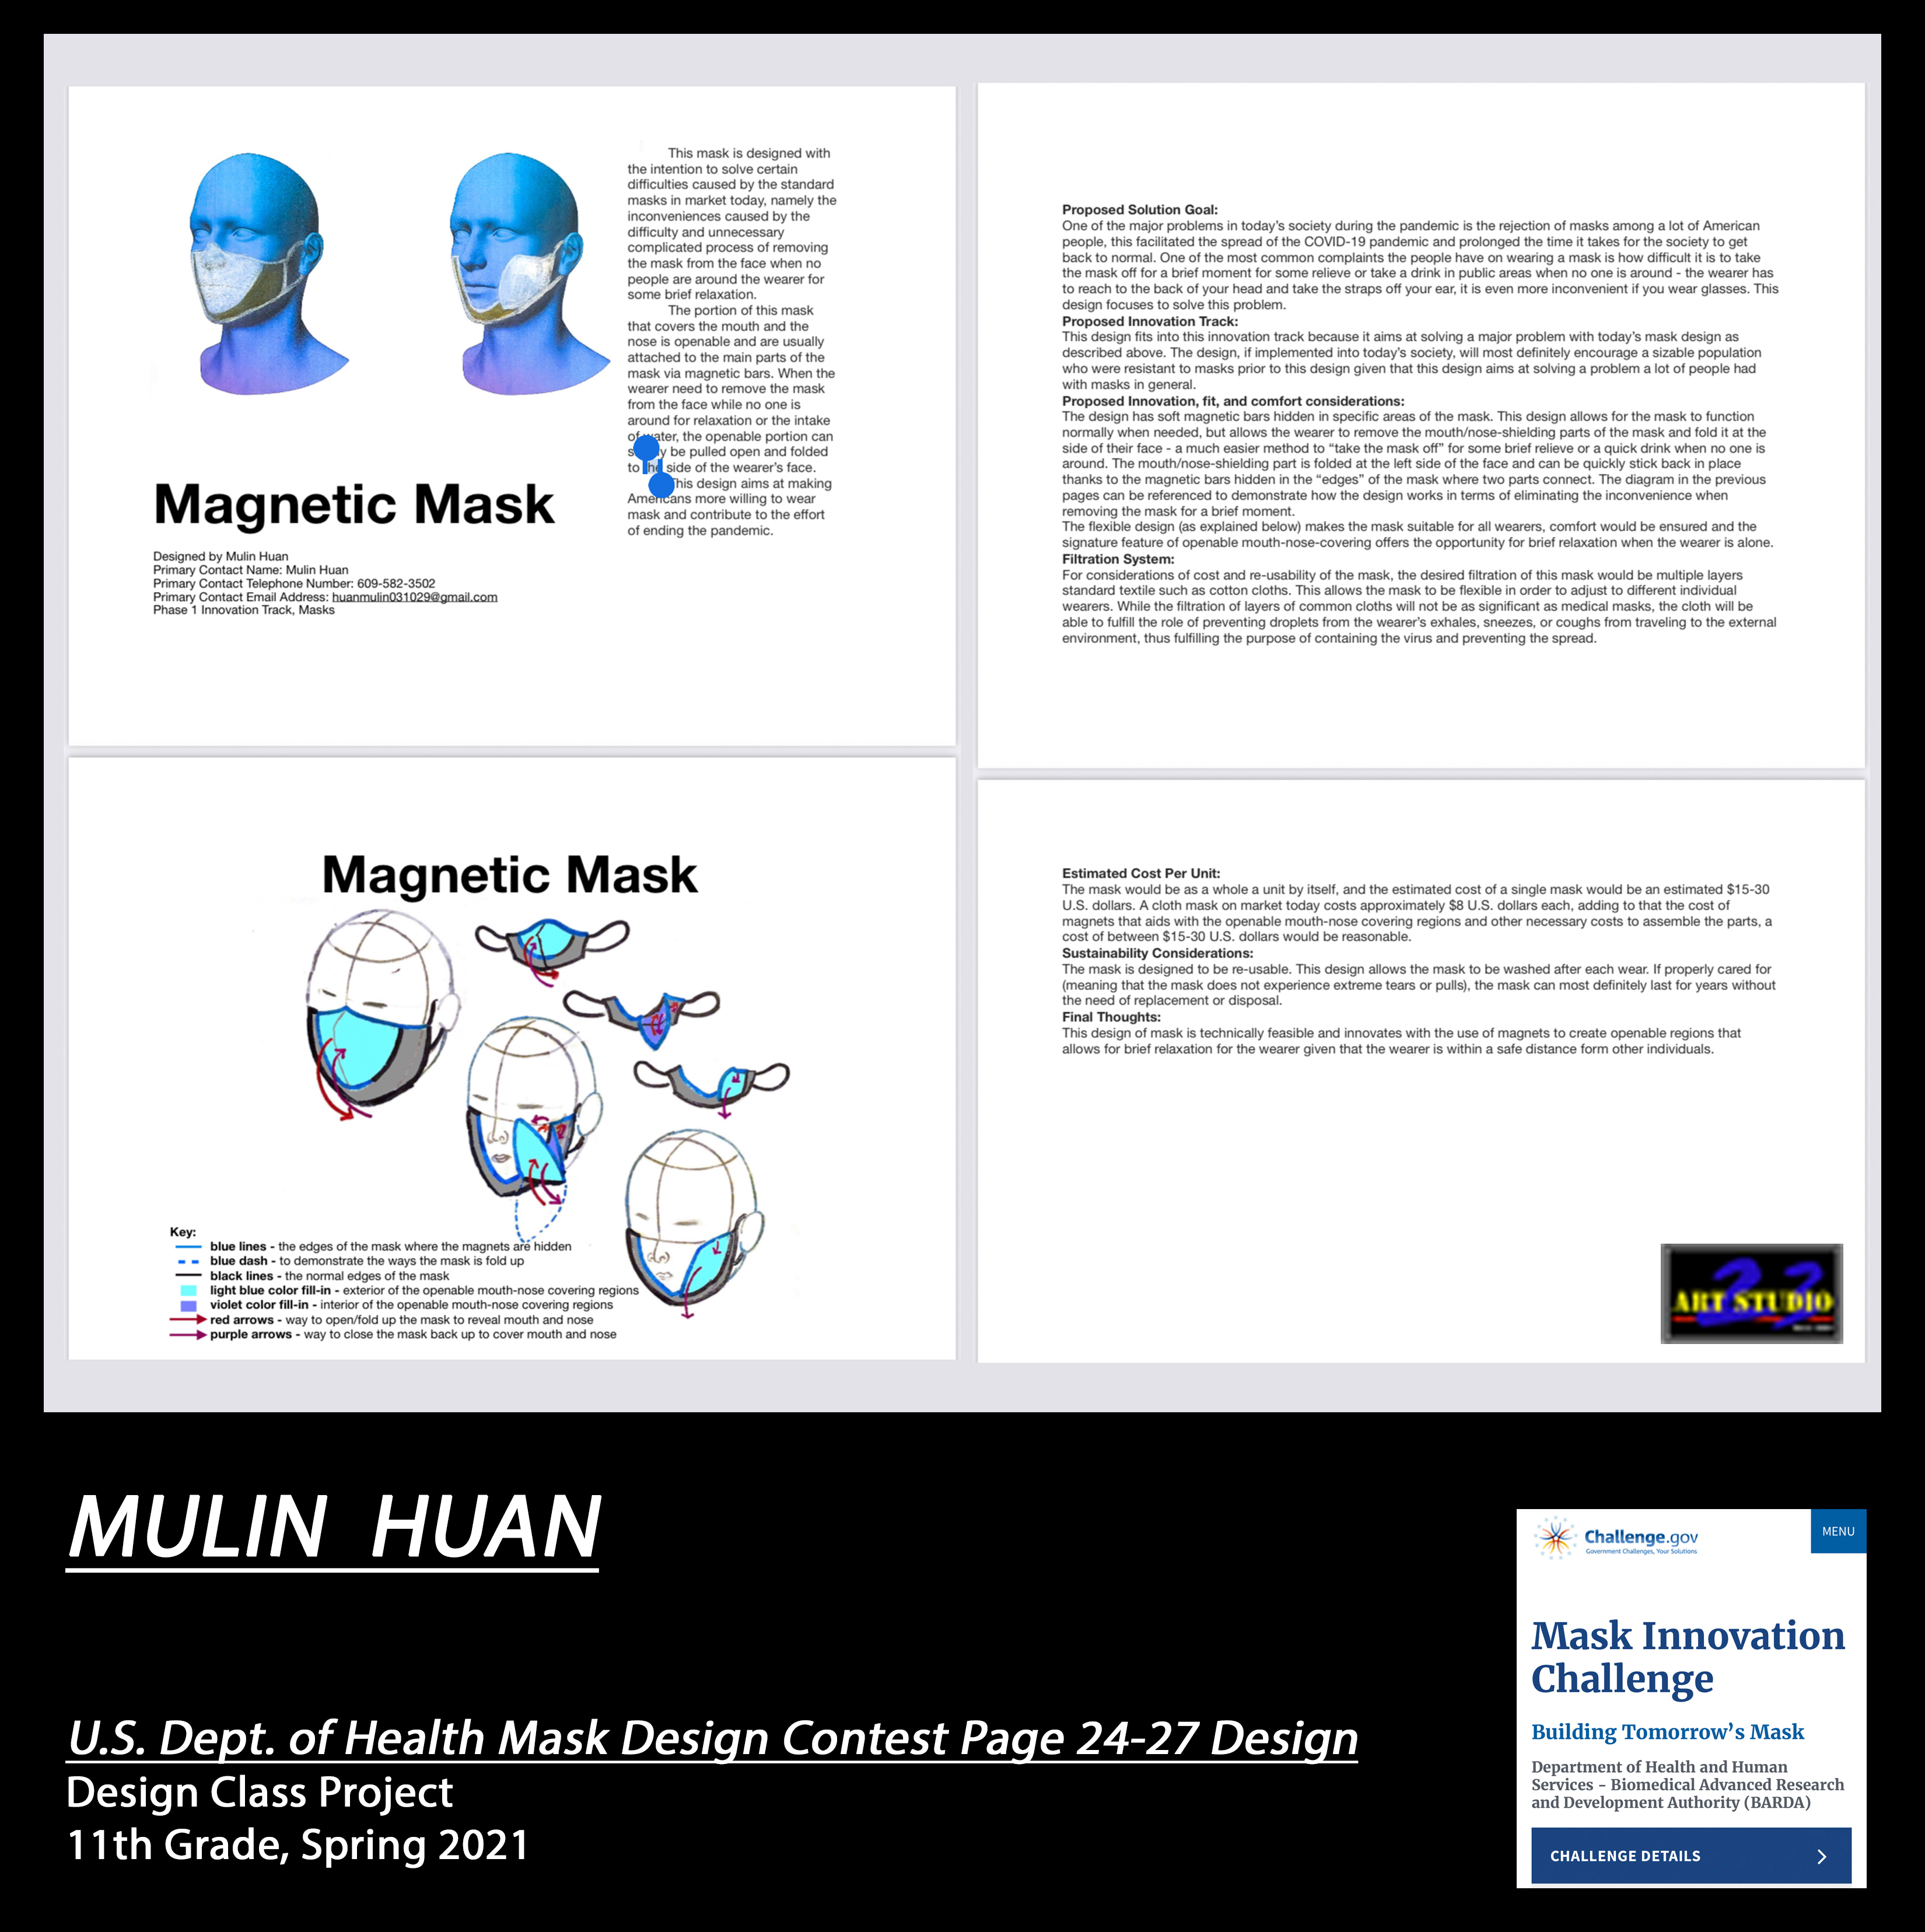 This mask is designed with
the intention to solve certain
difficulties caused by the standard
masks in market today, namely the
inconveniences caused by the
difficulty and unnecessary
complicated process of removing
the mask from the face when no
people are around the wearer for
some brief relaxation.
The portion of this mask
that covers the mouth and the
nose is openable and are usually
attached to the main parts of the
mask via magnetic bars. When the
wearer need to remove the mask
from the face while no one is
around for relaxation or the intake
of water, the openable portion can
be pulled open and folded
to the side of the wearer's face.
This design aims at making
Americans more willing to wear
mask and contribute to the effort
of ending the pandemic.
Magnetic Mask
Designed by Mulin Huan
Primary Contact Name: Mulin Huan
Primary Contact Telephone Number: 609-582-3502
Primary Contact Email Address: huanmulin031029@gmail.com
Phase 1 Innovation Track, Masks
Proposed Solution Goal:
One of the major problems in today's society during the pandemic is the rejection of masks among a lot of American
people, this facilitated the spread of the COVID-19 pandemic and prolonged the time it takes for the society to get
back to normal. One of the most common complaints the people have on wearing a mask is how difficult it is to take
the mask off for a brief moment for some relieve or take a drink in public areas when no one is around - the wearer has
to reach to the back of your head and take the straps off your ear, it is even more inconvenient if you wear glasses. This
design focuses to solve this problem.
Proposed Innovation Track:
This design fits into this innovation track because it aims at solving a major problem with today's mask design as
described above. The design, if implemented into today's society, will most definitely encourage a sizable population
who were resistant to masks prior to this design given that this design aims at solving a problem a lot of people had
with masks in general.
Proposed Innovation, fit, and comfort considerations:
The design has soft magnetic bars hidden in specific areas of the mask. This design allows for the mask to function
normally when needed, but allows the wearer to remove the mouth/nose-shielding parts of the mask and fold it at the
side of their face - a much easier method to “take the mask off” for some brief relieve or a quick drink when no one is
around. The mouth/nose-shielding part is folded at the left side of the face and can be quickly stick back in place
thanks to the magnetic bars hidden in the “edges” of the mask where two parts connect. The diagram in the previous
pages can be referenced to demonstrate how the design works in terms of eliminating the inconvenience when
removing the mask for a brief moment.
The flexible design (as explained below) makes the mask suitable for all wearers, comfort would be ensured and the
signature feature of openable mouth-nose-covering offers the opportunity for brief relaxation when the wearer is alone.
Filtration System:
For considerations of cost and re-usability of the mask, the desired filtration of this mask would be multiple layers
standard textile such as cotton cloths. This allows the mask to be flexible in order to adjust to different individual
wearers. While the filtration of layers of common cloths will not be as significant as medical masks, the cloth will be
able to fulfill the role of preventing droplets from the wearer's exhales, sneezes, or coughs from traveling to the external
environment, thus fulfilling the purpose of containing the virus and preventing the spread.
Magnetic Mask
Key:
blue lines - the edges of the mask where the magnets are hidden
blue dash - to demonstrate the ways the mask is fold up
black lines - the normal edges of the mask
light blue color fill-in - exterior of the openable mouth-nose covering regions
violet color fill-in - interior of the openable mouth-nose covering regions
red arrows - way to open/fold up the mask to reveal mouth and nose
purple arrows - way to close the mask back up to cover mouth and nose
Estimated Cost Per Unit:
The mask would be as a whole a unit by itself, and the estimated cost of a single mask would be an estimated $15-30
U.S. dollars. A cloth mask on market today costs approximately $8 U.S. dollars each, adding to that the cost of
magnets that aids with the openable mouth-nose covering regions and other necessary costs to assemble the parts, a
cost of between $15-30 U.S. dollars would be reasonable.
Sustainability Considerations:
The mask is designed to be re-usable. This design allows the mask to be washed after each wear. If properly cared for
(meaning that the mask does not experience extreme tears or pulls), the mask can most definitely last for years without
the need of replacement or disposal.
Final Thoughts:
This design of mask is technically feasible and innovates with the use of magnets to create openable regions that
allows for brief relaxation for the wearer given that the wearer is within a safe distance form other individuals.
23
ART STUDIO
MULIN HUAN
U.S. Dept. of Health Mask Design Contest Page 24-27 Design
Design Class Project
11th Grade, Spring 2021
Challenge.gov
Government Challenges, Your Solutions
MENU
Mask Innovation
Challenge
Building Tomorrow's Mask
Department of Health and Human
Services - Biomedical Advanced Research
and Development Authority (BARDA)
CHALLENGE DETAILS